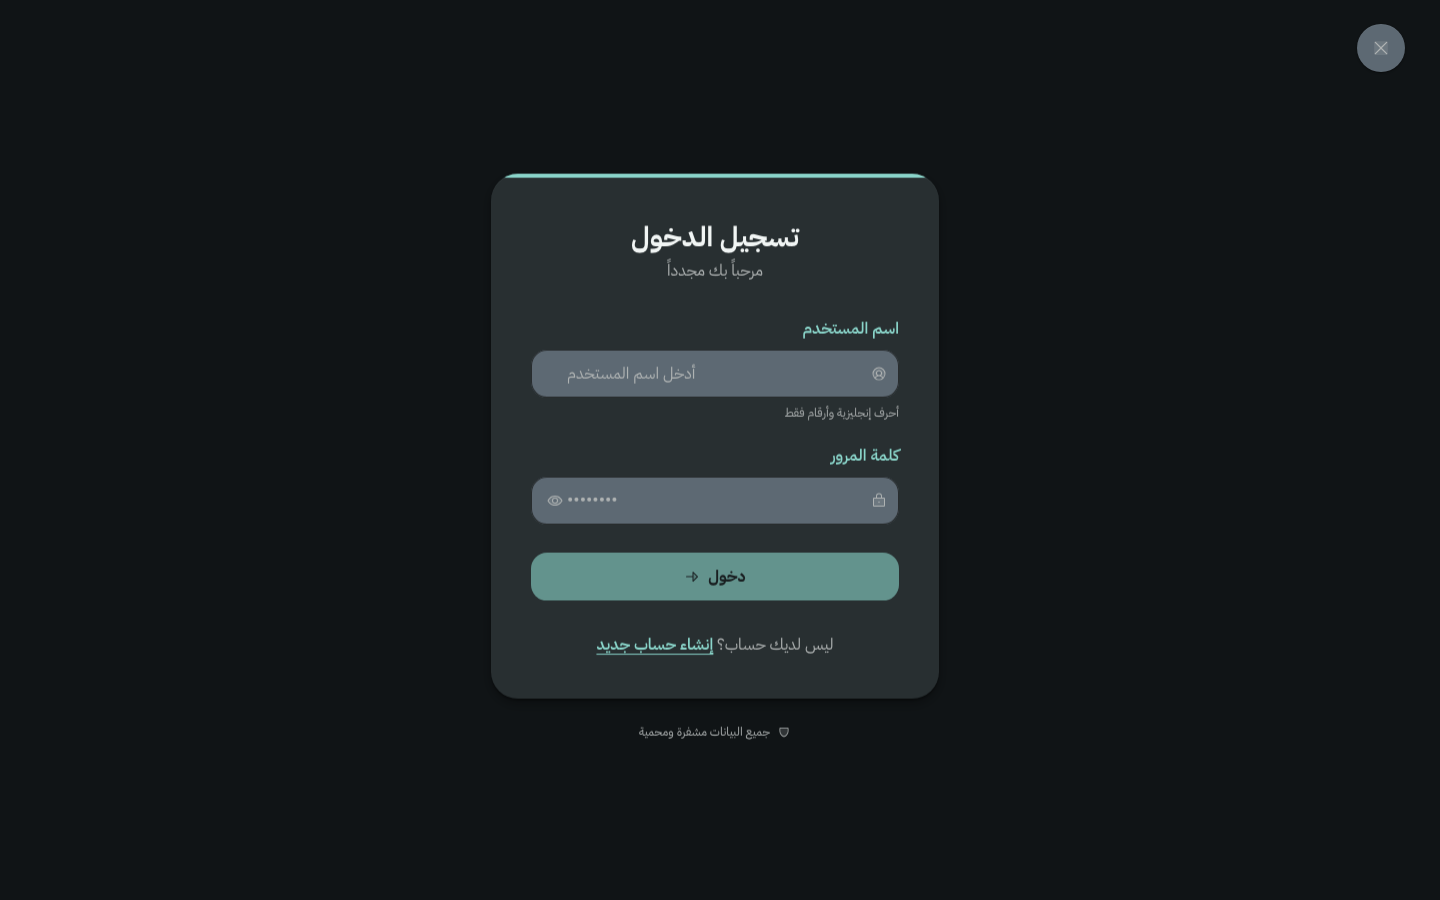 تسجيل الدخول
مرحباً بك مجدداً
اسم المستخدم
أدخل اسم المستخدم
أحرف إنجليزية وأرقام فقط
كلمة المرور
••••••••
دخول
ليس لديك حساب؟ إنشاء حساب جديد
جميع البيانات مشفرة ومحمية